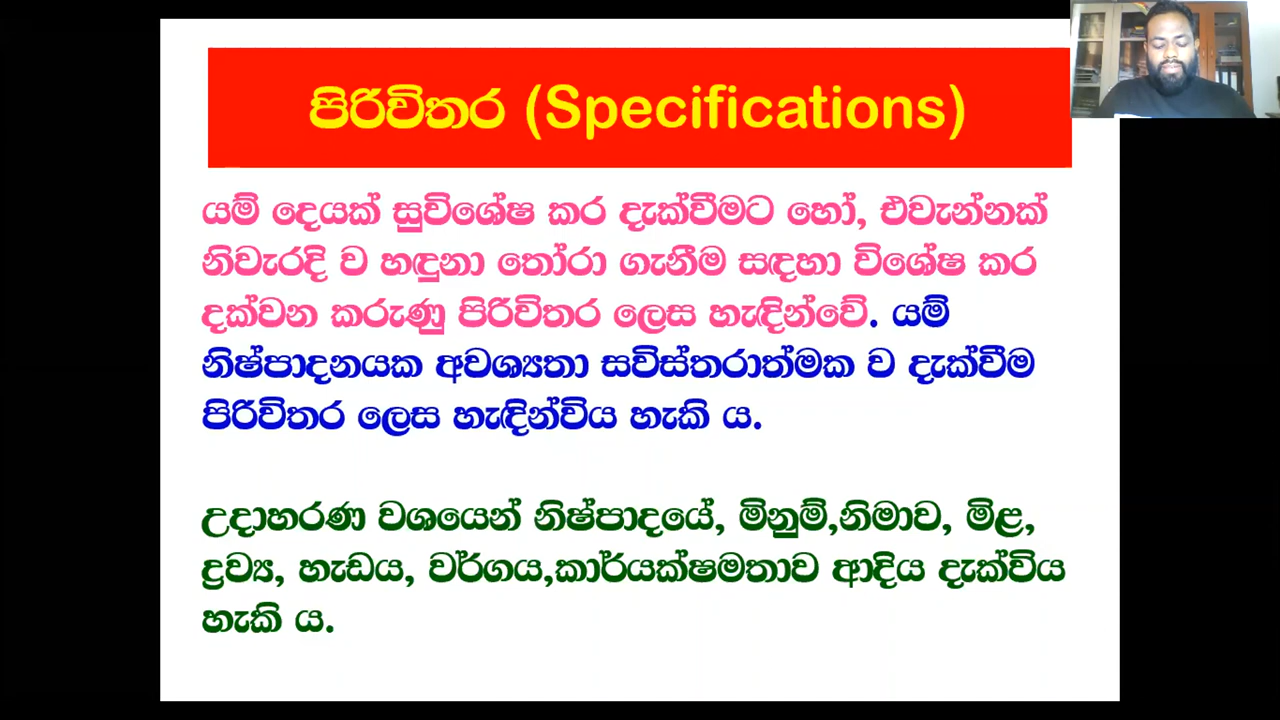 පිරිවිතර (Specifications)
යම් දෙයක් සුවිශේෂ කර දැක්වීමට හෝ, එවැන්නක්
නිවැරදි ව හඳුනා තෝරා ගැනීම සඳහා විශේෂ කර
දක්වන කරුණු පිරිවිතර ලෙස හැඳින්වේ. යම්
නිෂ්පාදනයක අවශ්‍යතා සවිස්තරාත්මක ව දැක්වීම
පිරිවිතර ලෙස හැඳින්විය හැකි ය.
උදාහරණ වශයෙන් නිෂ්පාදයේ, මිනුම්,නිමාව, මිළ,
ද්‍රව්‍ය, හැඩය, වර්ගය,කාර්යක්ෂමතාව ආදිය දැක්විය
හැකි ය.